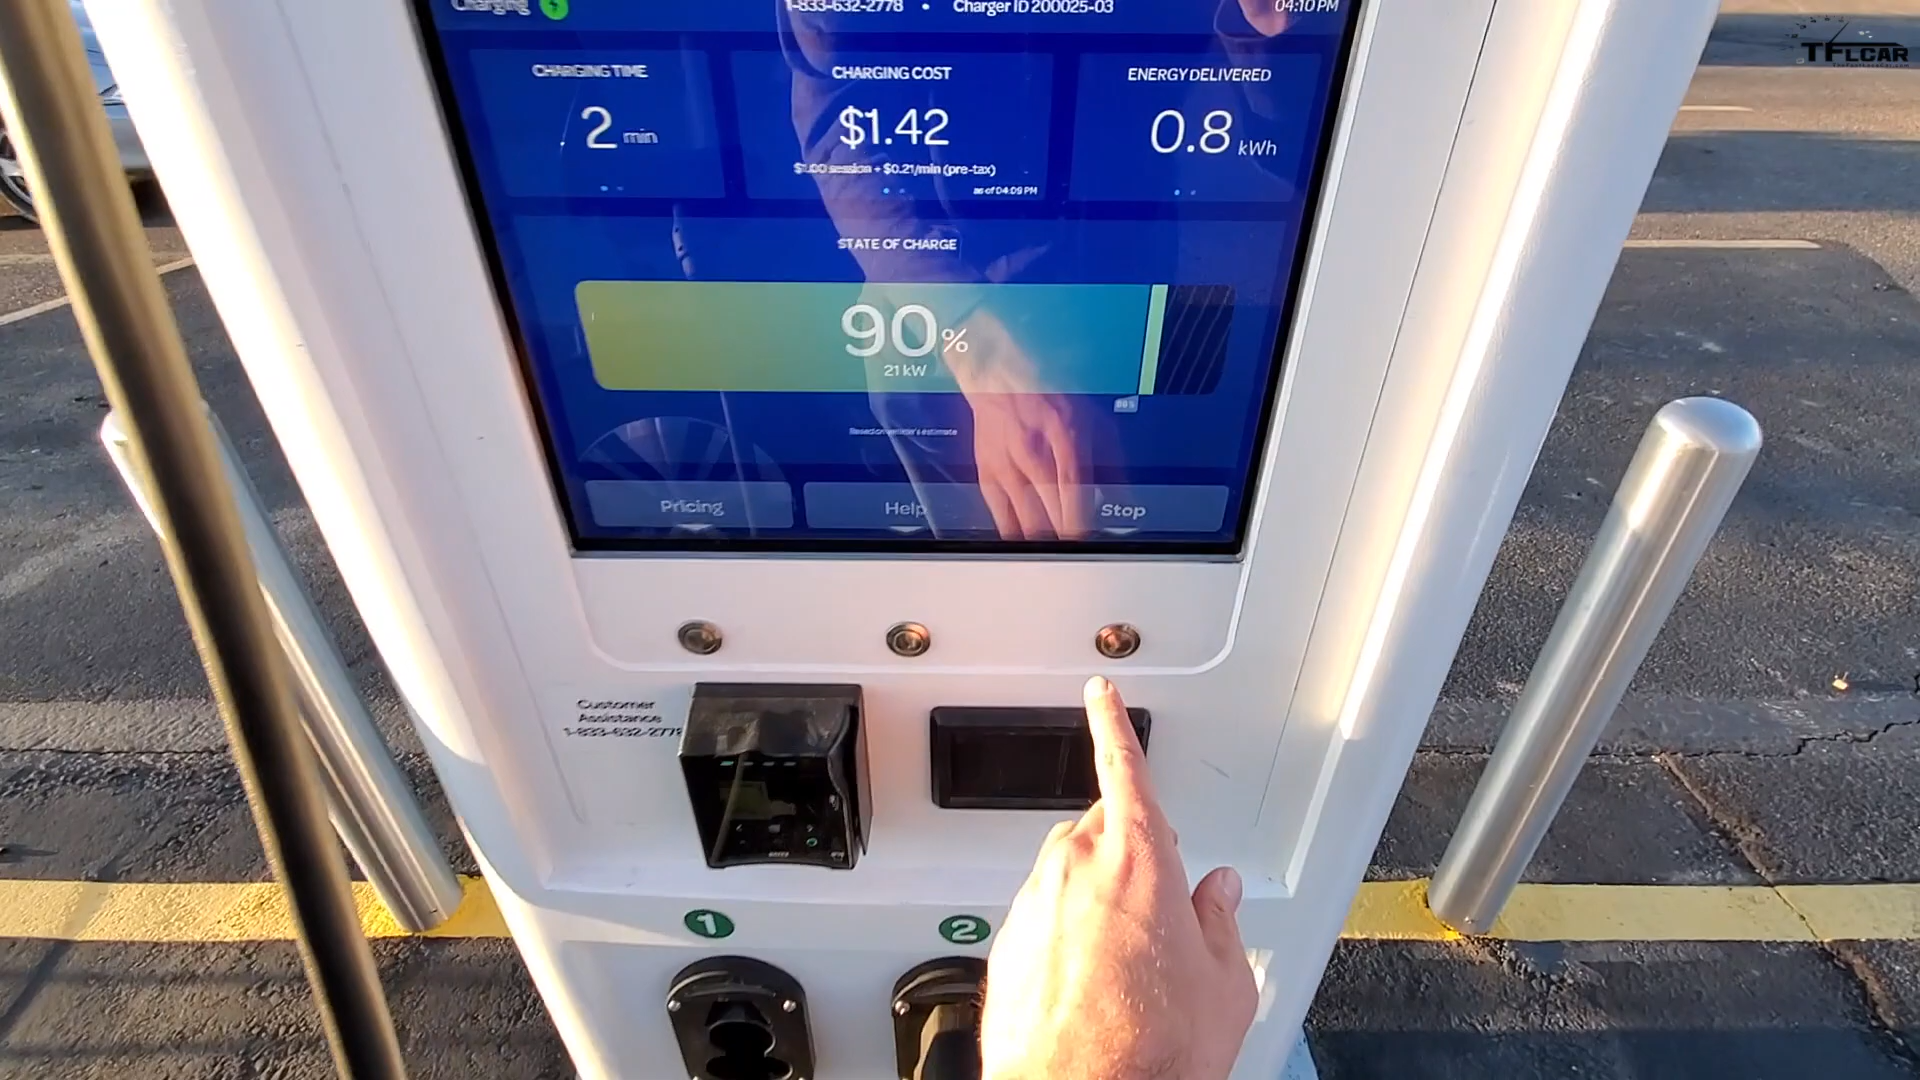 Charging
1-833-632-2778 • Charger ID 200025-03
04:10 PM
TFLCAR
CHARGING TIME
2 min
CHARGING COST
$1.42
$1.00 session + $0.21/min (pre-tax)
as of 04:09 PM
ENERGY DELIVERED
0.8 kWh
STATE OF CHARGE
90%
21 kW
Based on vehicle's estimate
Pricing
Help
Stop
Customer
Assistance
1-833-632-2778
1
2